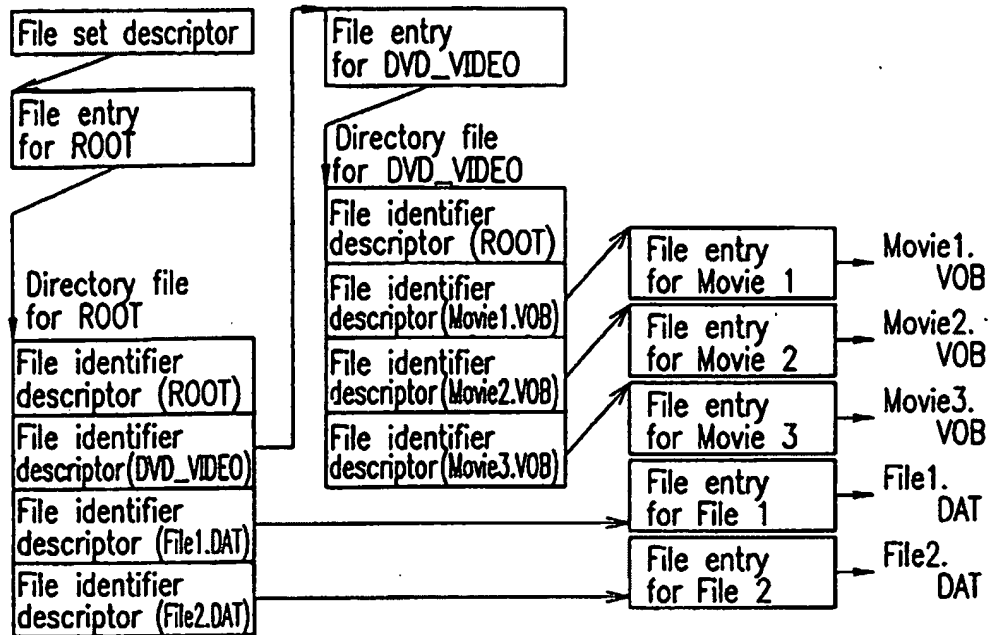 File set descriptor
File entry
for ROOT
Directory file
for ROOT
File identifier
descriptor (ROOT)
File identifier
descriptor(DVD_VIDEO)
File identifier
descriptor (File1.DAT)
File identifier
descriptor (File2.DAT)
File entry
for DVD_VIDEO
Directory file
for DVD_VIDEO
File identifier
descriptor (ROOT)
File identifier
descriptor(Movie1.VOB)
File identifier
descriptor(Movie2.VOB)
File identifier
descriptor(Movie3.VOB)
File entry
for Movie 1
File entry
for Movie 2
File entry
for Movie 3
File entry
for File 1
File entry
for File 2
Movie1.
VOB
Movie2.
VOB
Movie3.
VOB
File1.
DAT
File2.
DAT